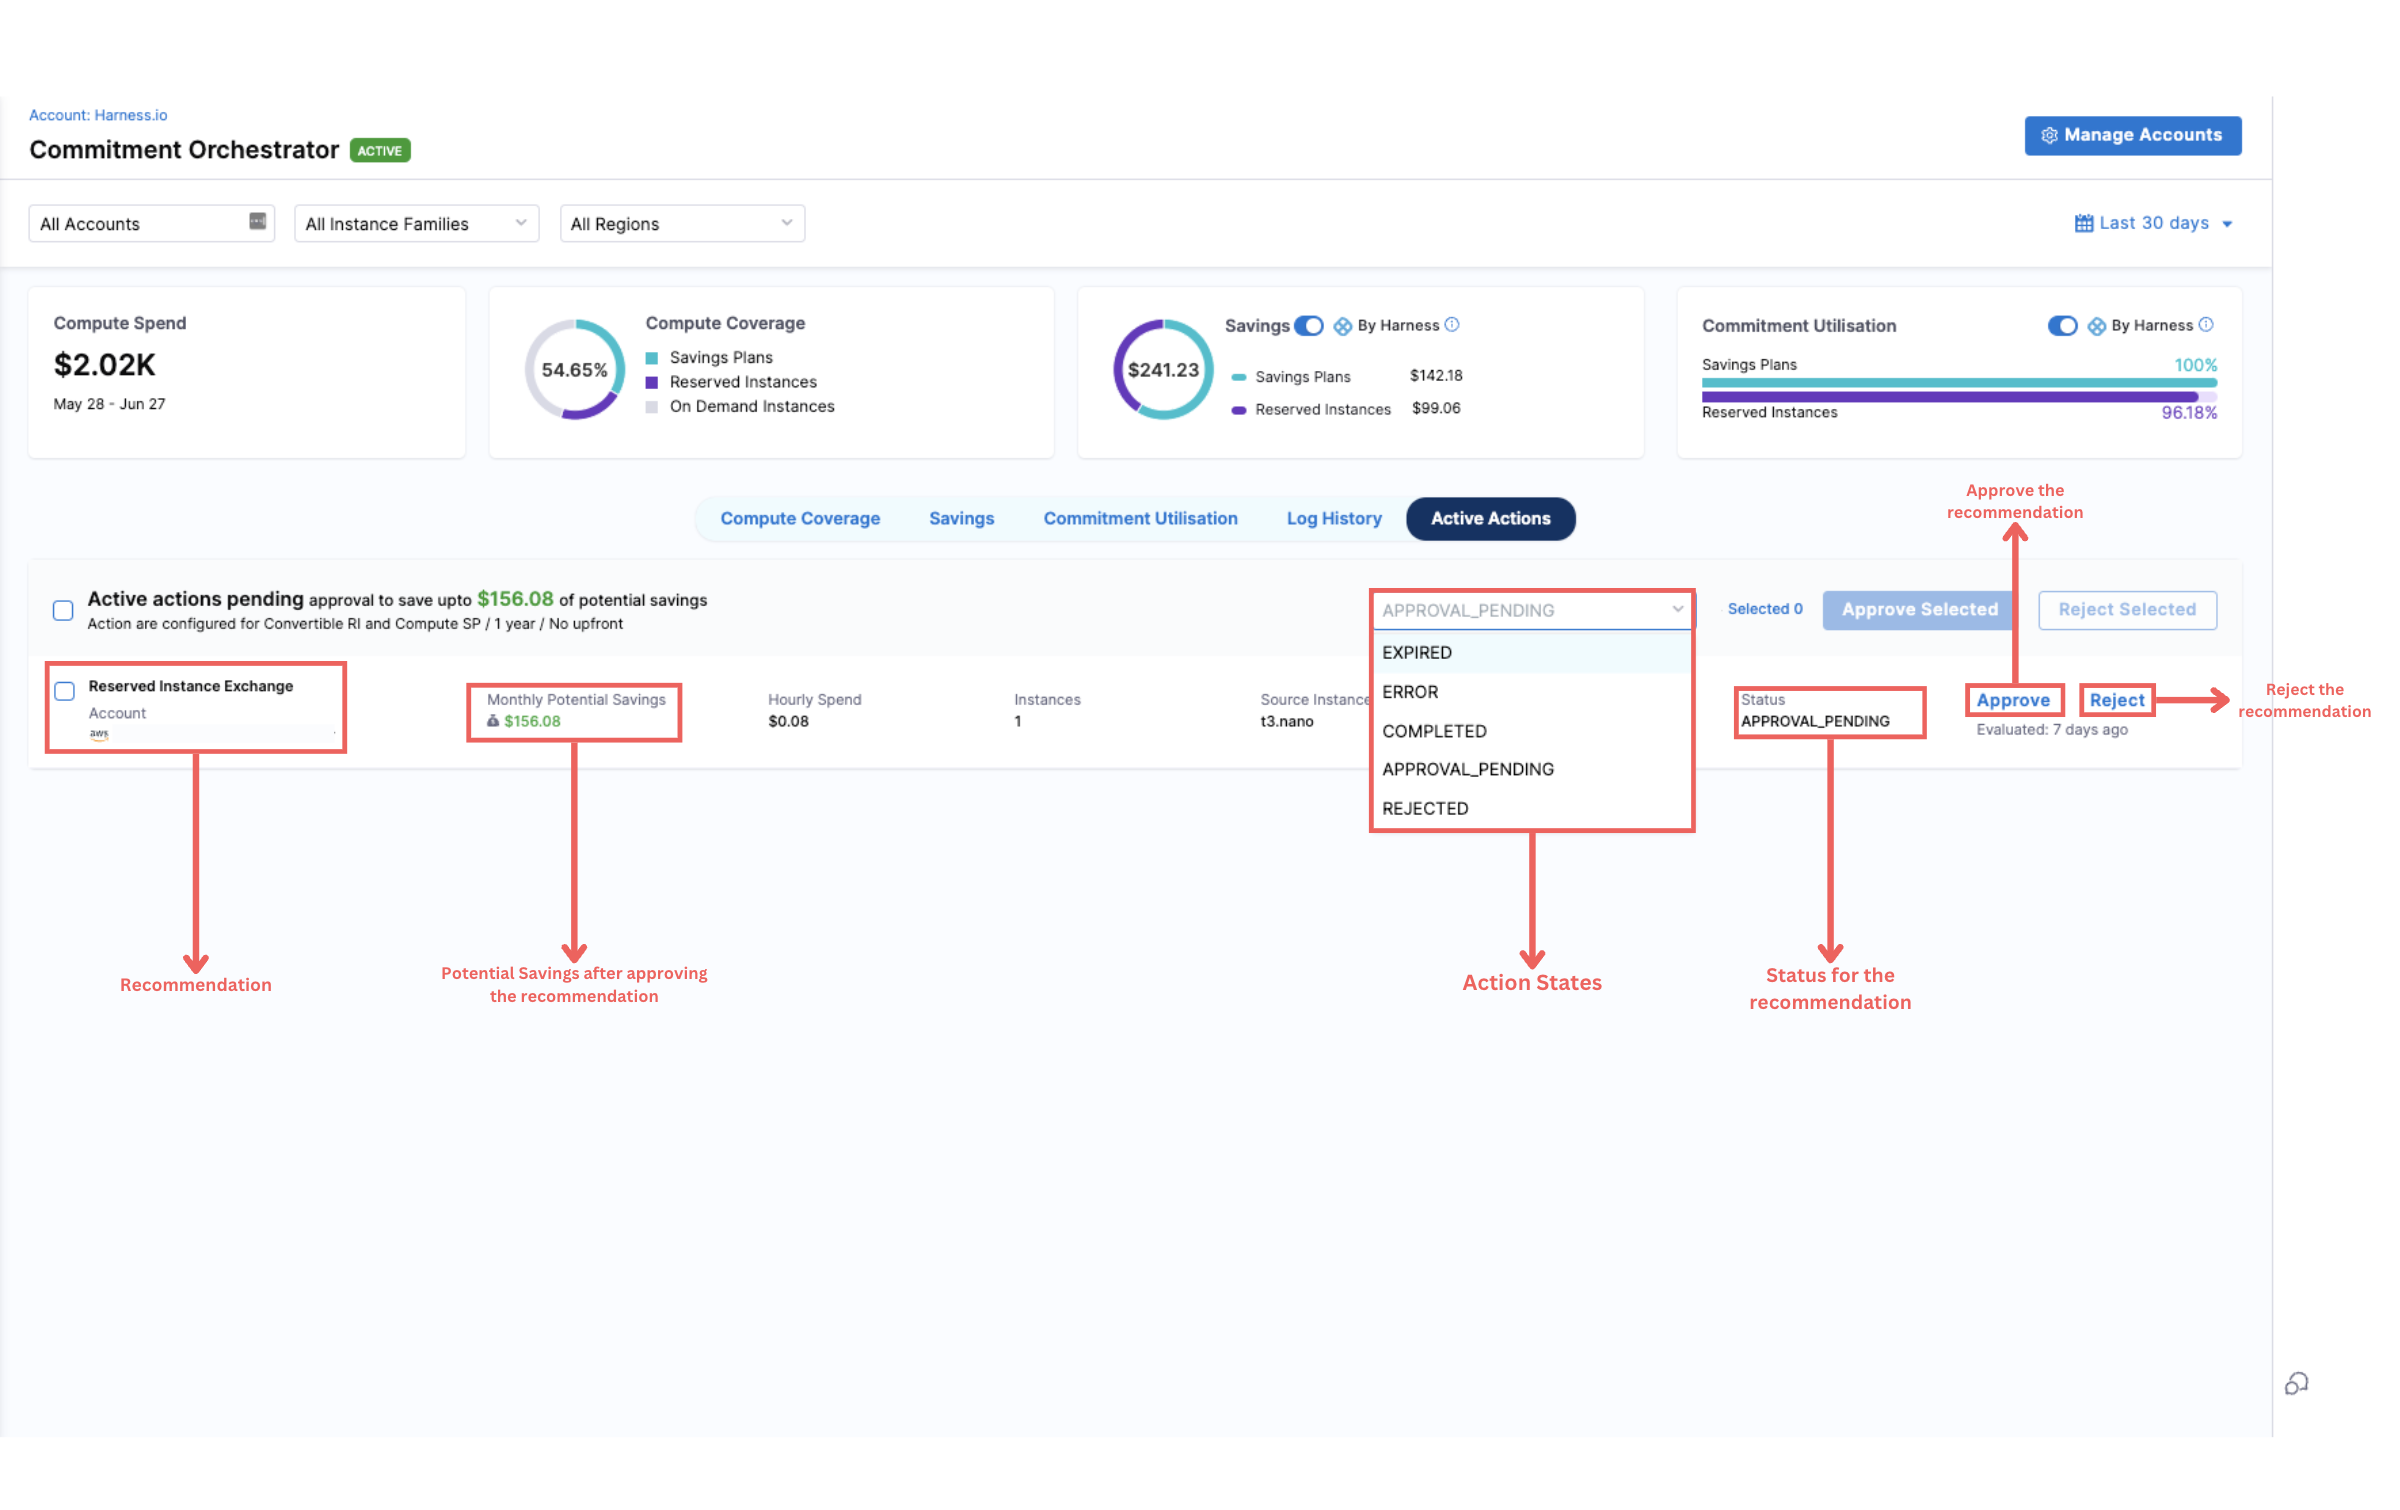 Account: Harness.io
Commitment Orchestrator ACTIVE
Manage Accounts
All Accounts
All Instance Families
All Regions
Last 30 days
Compute Spend
$2.02K
May 28 - Jun 27
54.65%
Compute Coverage
Savings Plans
Reserved Instances
On Demand Instances
$241.23
Savings By Harness
Savings Plans $142.18
Reserved Instances $99.06
Commitment Utilisation By Harness
Savings Plans 100%
Reserved Instances 96.18%
Compute Coverage Savings Commitment Utilisation Log History Active Actions
Approve the
recommendation
Active actions pending approval to save upto $156.08 of potential savings
Action are configured for Convertible RI and Compute SP / 1 year / No upfront
APPROVAL_PENDING
Selected 0
Approve Selected
Reject Selected
EXPIRED
ERROR
COMPLETED
APPROVAL_PENDING
REJECTED
Reserved Instance Exchange
Account
aws
Monthly Potential Savings
$156.08
Hourly Spend
$0.08
Instances
1
Source Instance
t3.nano
Status
APPROVAL_PENDING
Approve
Reject
Evaluated: 7 days ago
Reject the
recommendation
Recommendation
Potential Savings after approving
the recommendation
Action States
Status for the
recommendation